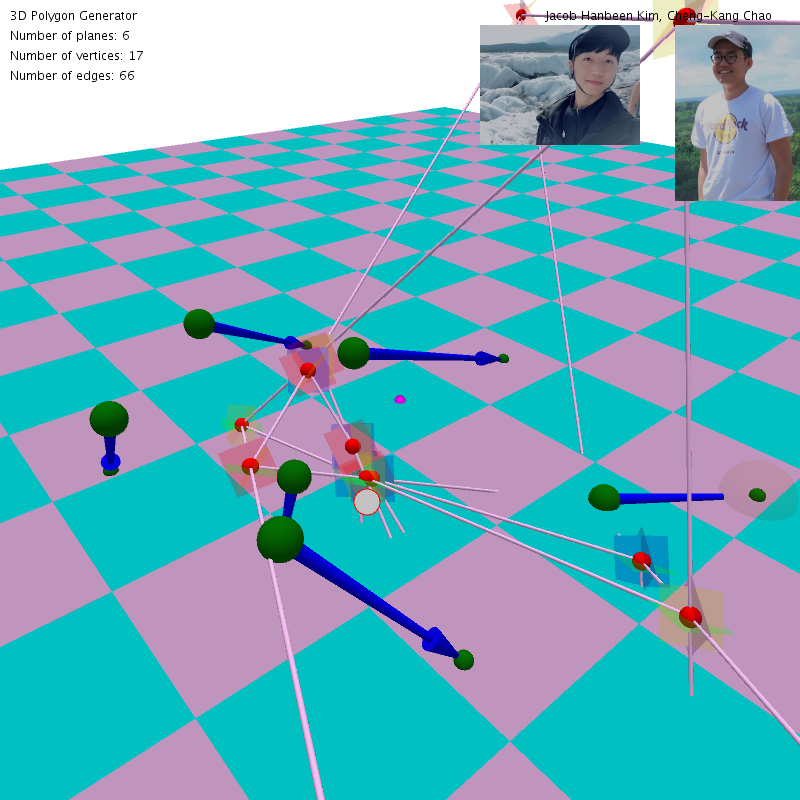 3D Polygon Generator
Jacob Hanbeen Kim, Cheng-Kang Chao
Number of planes: 6
Number of vertices: 17
Number of edges: 66